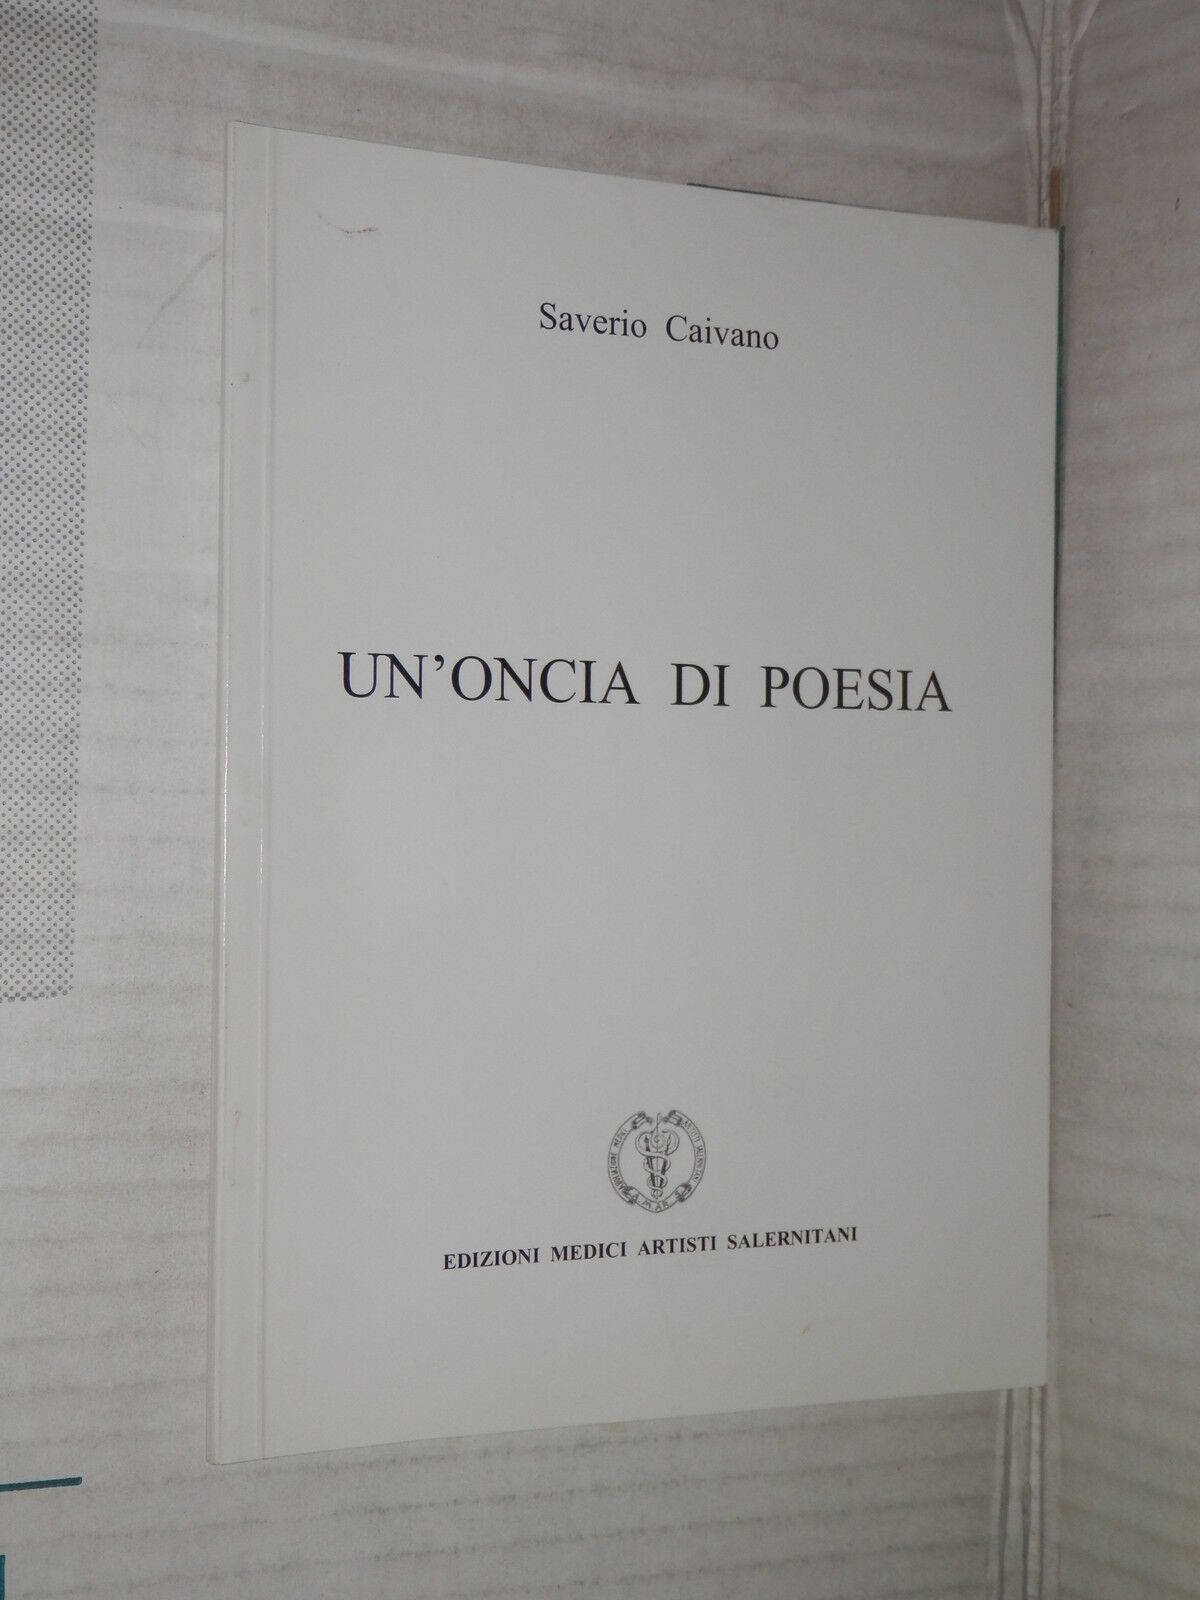 Saverio Caivano
UN'ONCIA DI POESIA
EDIZIONI MEDICI ARTISTI SALERNITANI